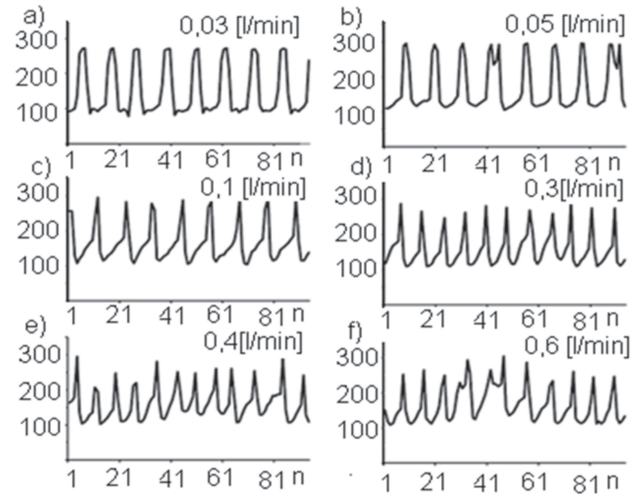 a) 0,03 [l/min]
300
200
100
1 21 41 61 81 n
b) 0,05 [l/min]
300
200
100
1 21 41 61 81 n
c) 0,1 [l/min]
300
200
100
1 21 41 61 81 n
d) 0,3[l/min]
300
200
100
1 21 41 61 81 n
e) 0,4[l/min]
300
200
100
1 21 41 61 81 n
f) 0,6 [l/min]
300
200
100
1 21 41 61 81 n